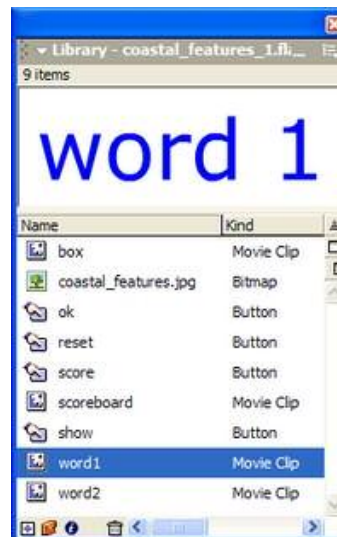 Library - coastal_features_1.fl...
9 items
word 1
Name Kind
box Movie Clip
coastal_features.jpg Bitmap
ok Button
reset Button
score Button
scoreboard Movie Clip
show Button
word1 Movie Clip
word2 Movie Clip